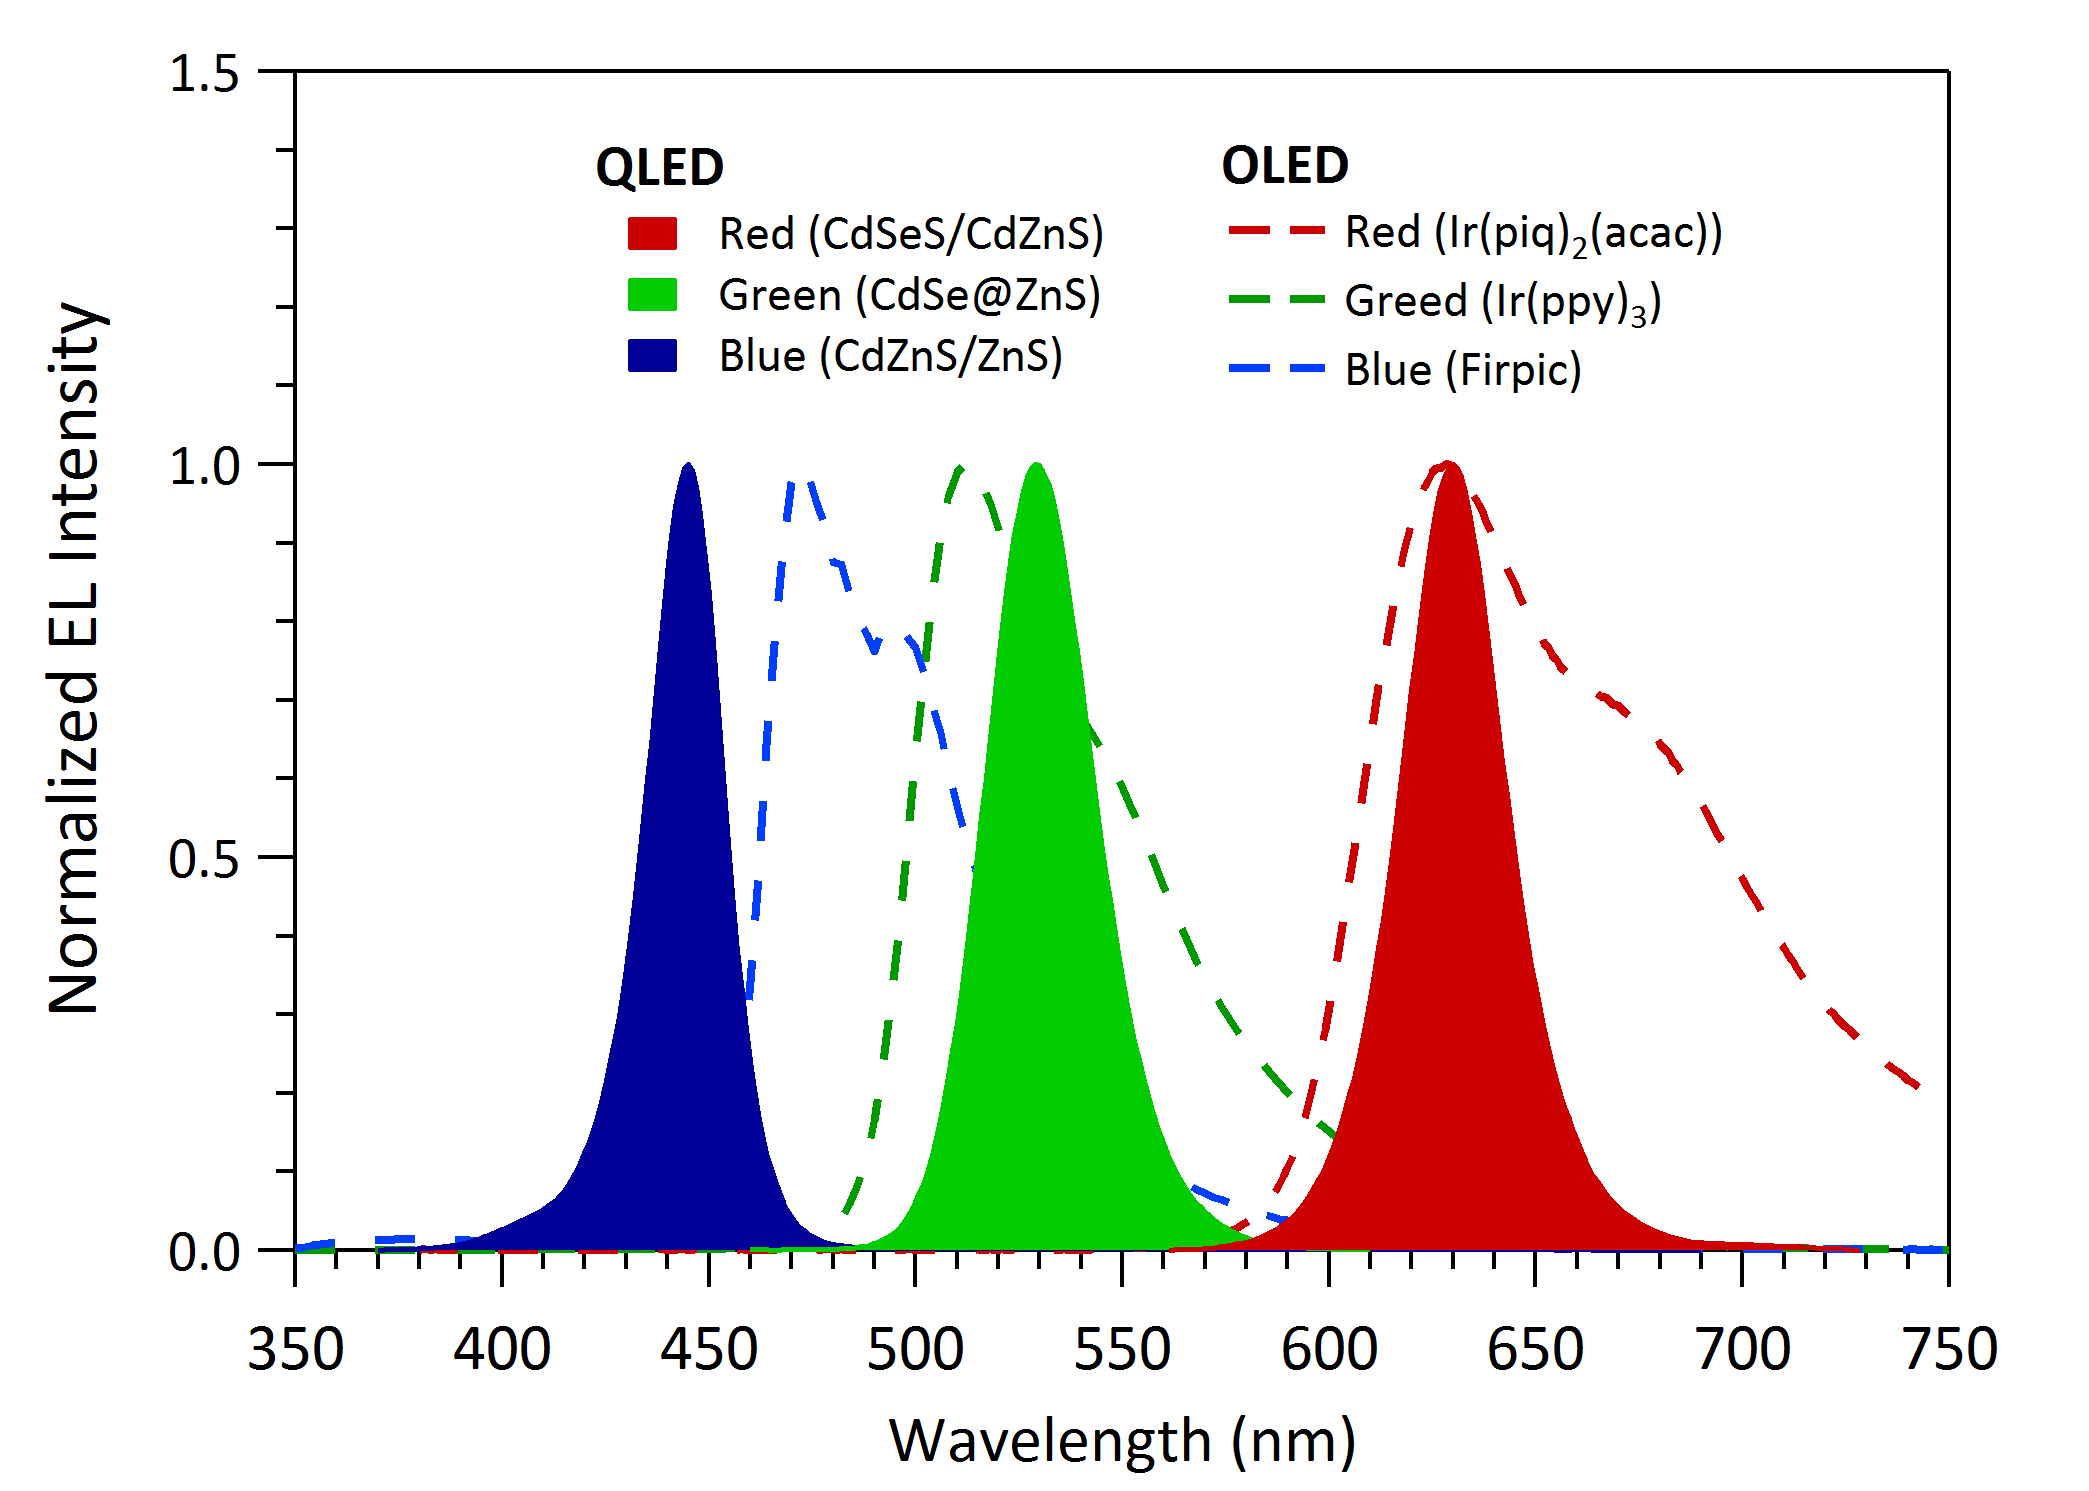 1.5
QLED
OLED
Red (CdSeS/CdZnS)
Red (Ir(piq)₂(acac))
Green (CdSe@ZnS)
Greed (Ir(ppy)₃)
Blue (CdZnS/ZnS)
Blue (Firpic)
1.0
Normalized EL Intensity
0.5
0.0
350 400 450 500 550 600 650 700 750
Wavelength (nm)